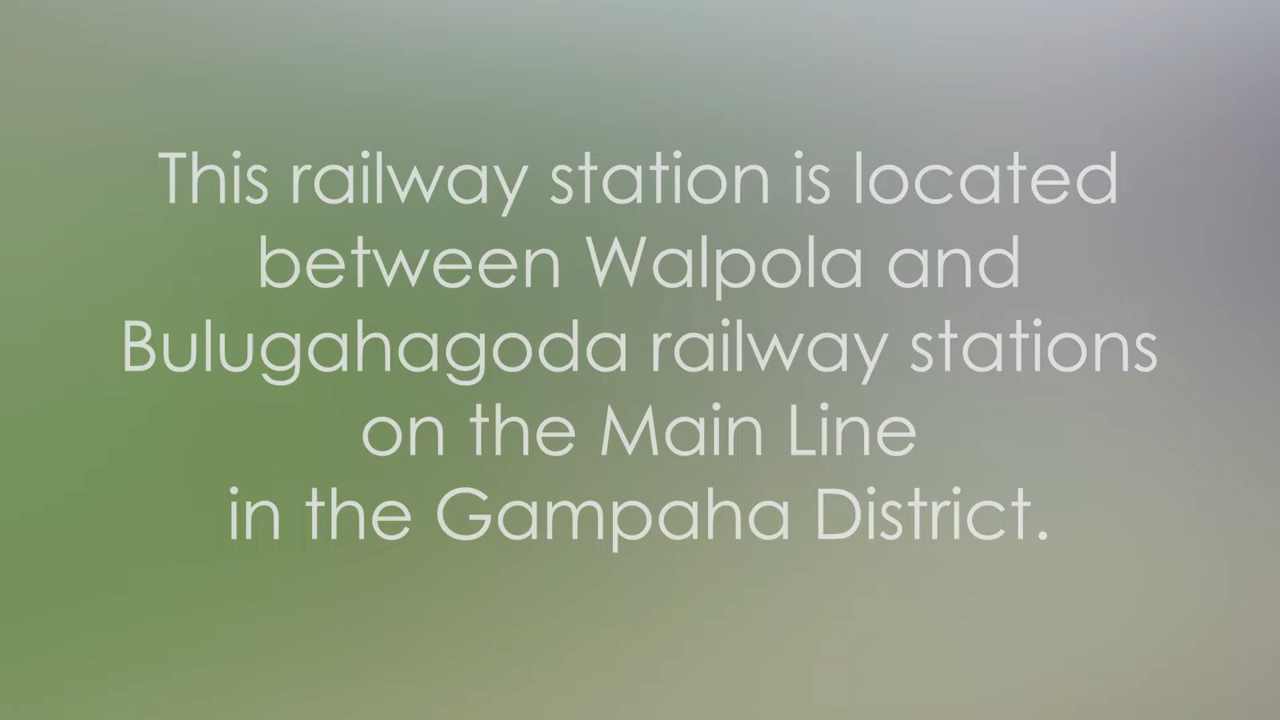 This railway station is located
between Walpola and
Bulugahagoda railway stations
on the Main Line
in the Gampaha District.